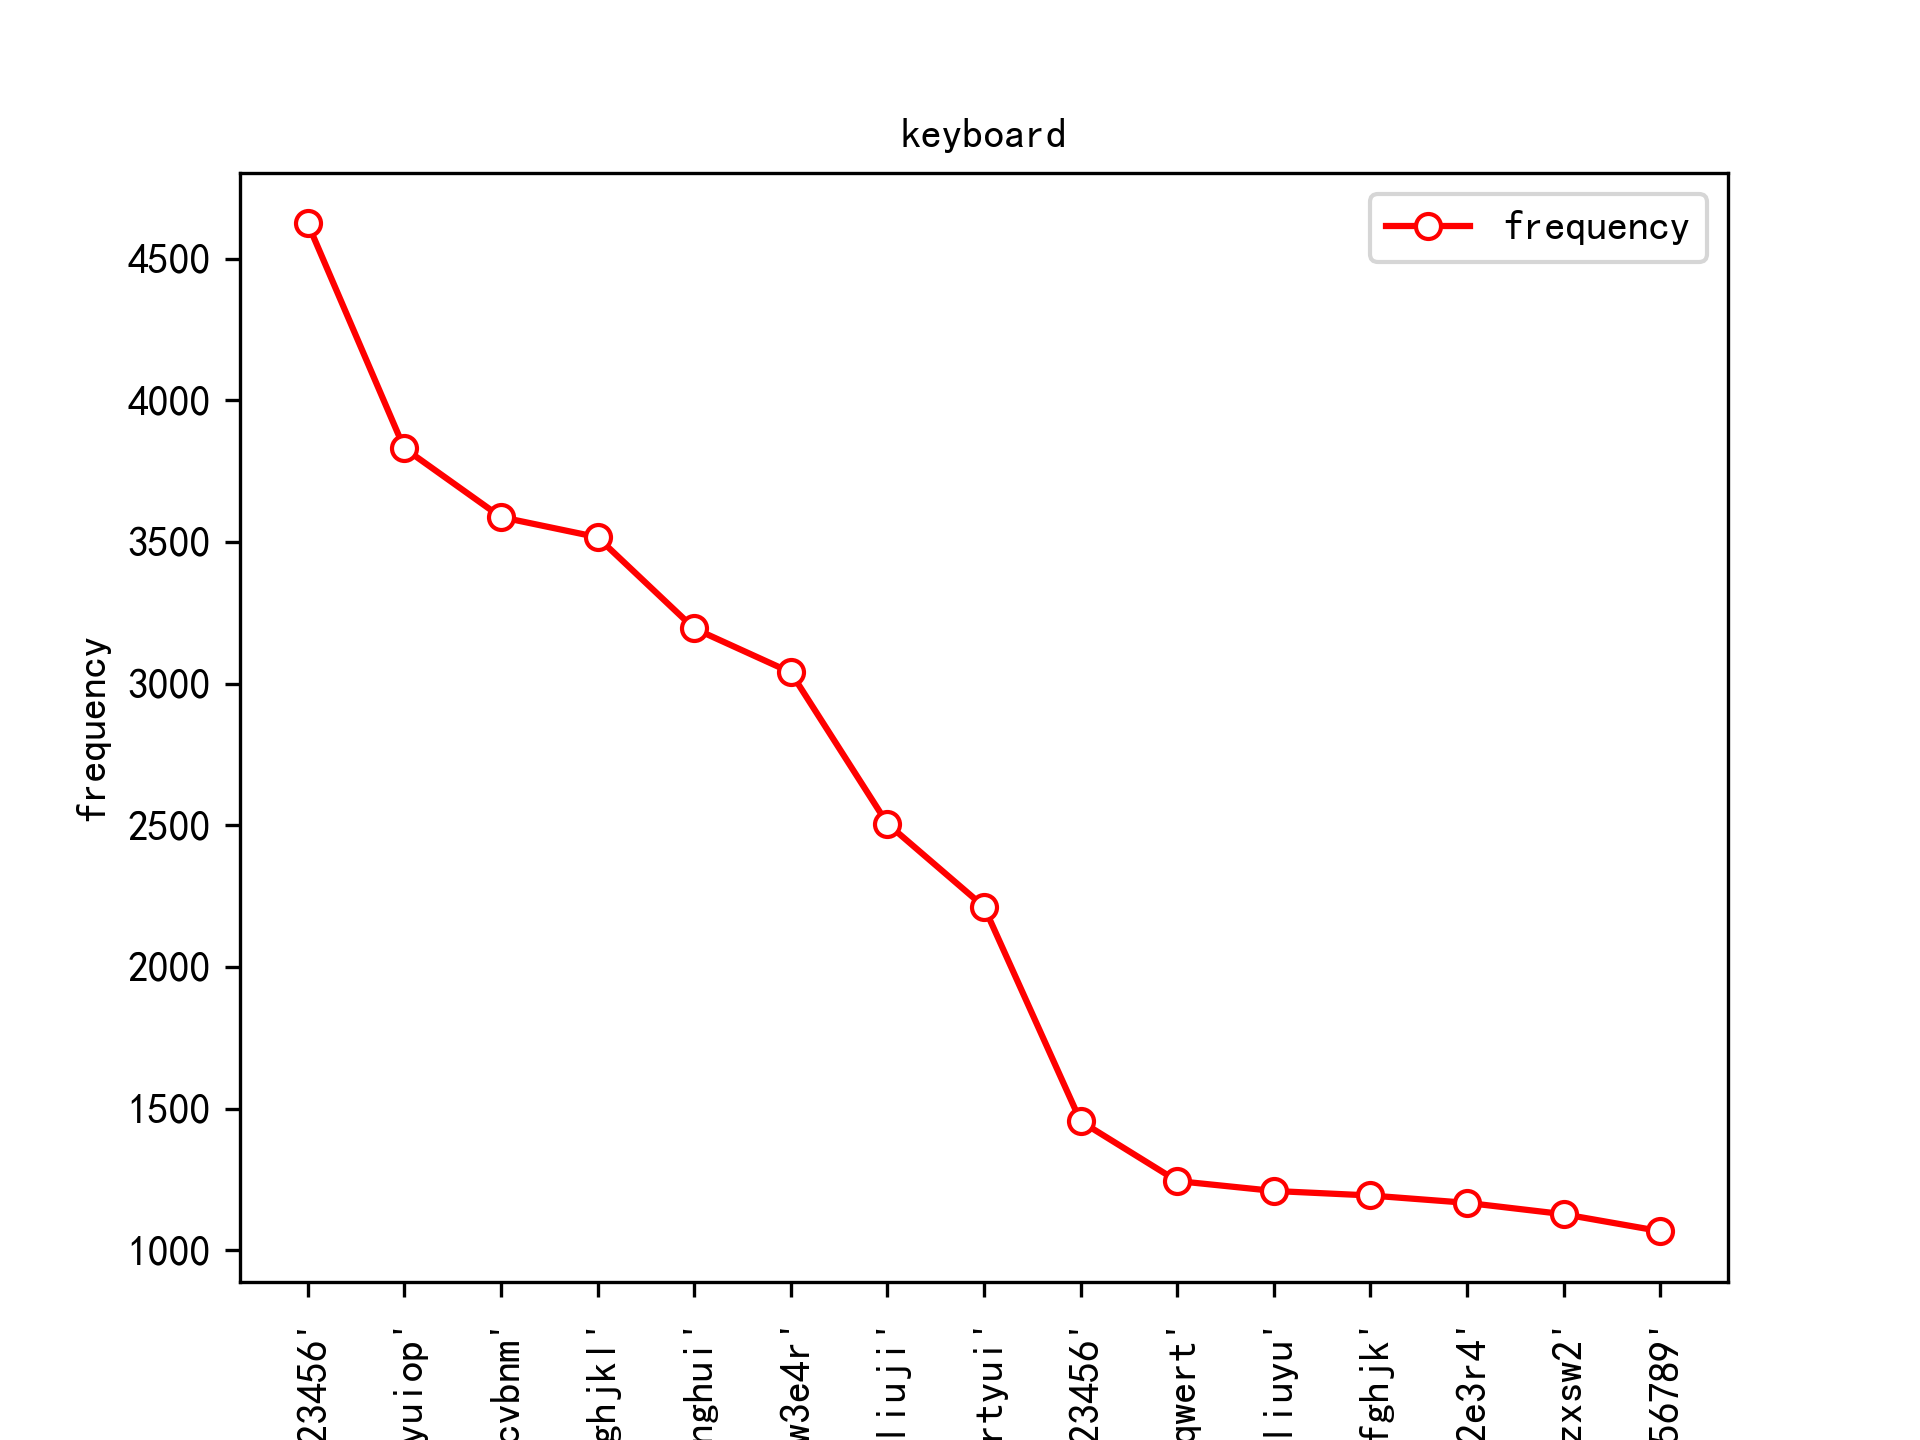 keyboard
frequency
4500
4000
3500
3000
2500
2000
1500
1000
frequency
23456'
yuiop'
cvbnm'
ghjkl'
nghui'
w3e4r'
liuji'
rtyui'
23456'
qwert'
liuyu'
fghjk'
2e3r4'
zxsw2'
56789'